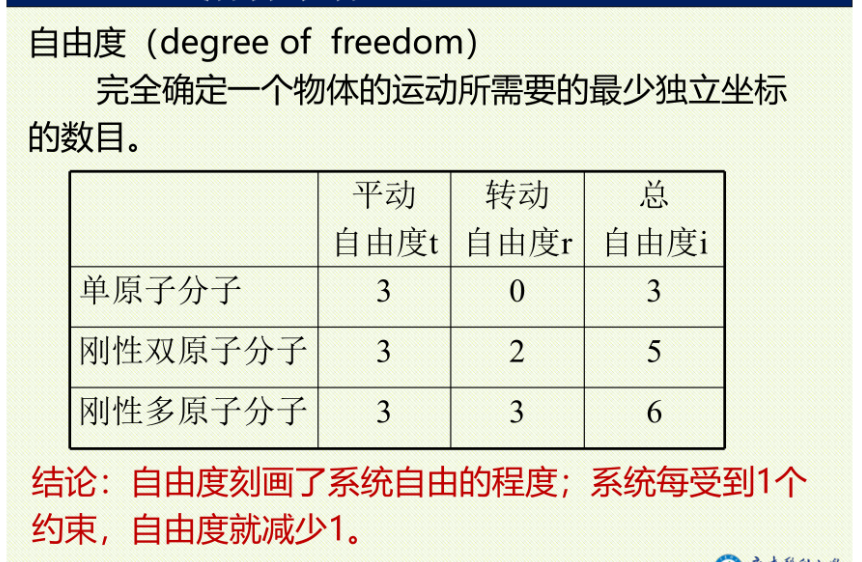 自由度（degree of freedom）
完全确定一个物体的运动所需要的最少独立坐标
的数目。
平动 转动 总
自由度t 自由度r 自由度i
单原子分子 3 0 3
刚性双原子分子 3 2 5
刚性多原子分子 3 3 6
结论：自由度刻画了系统自由的程度；系统每受到1个
约束，自由度就减少1。